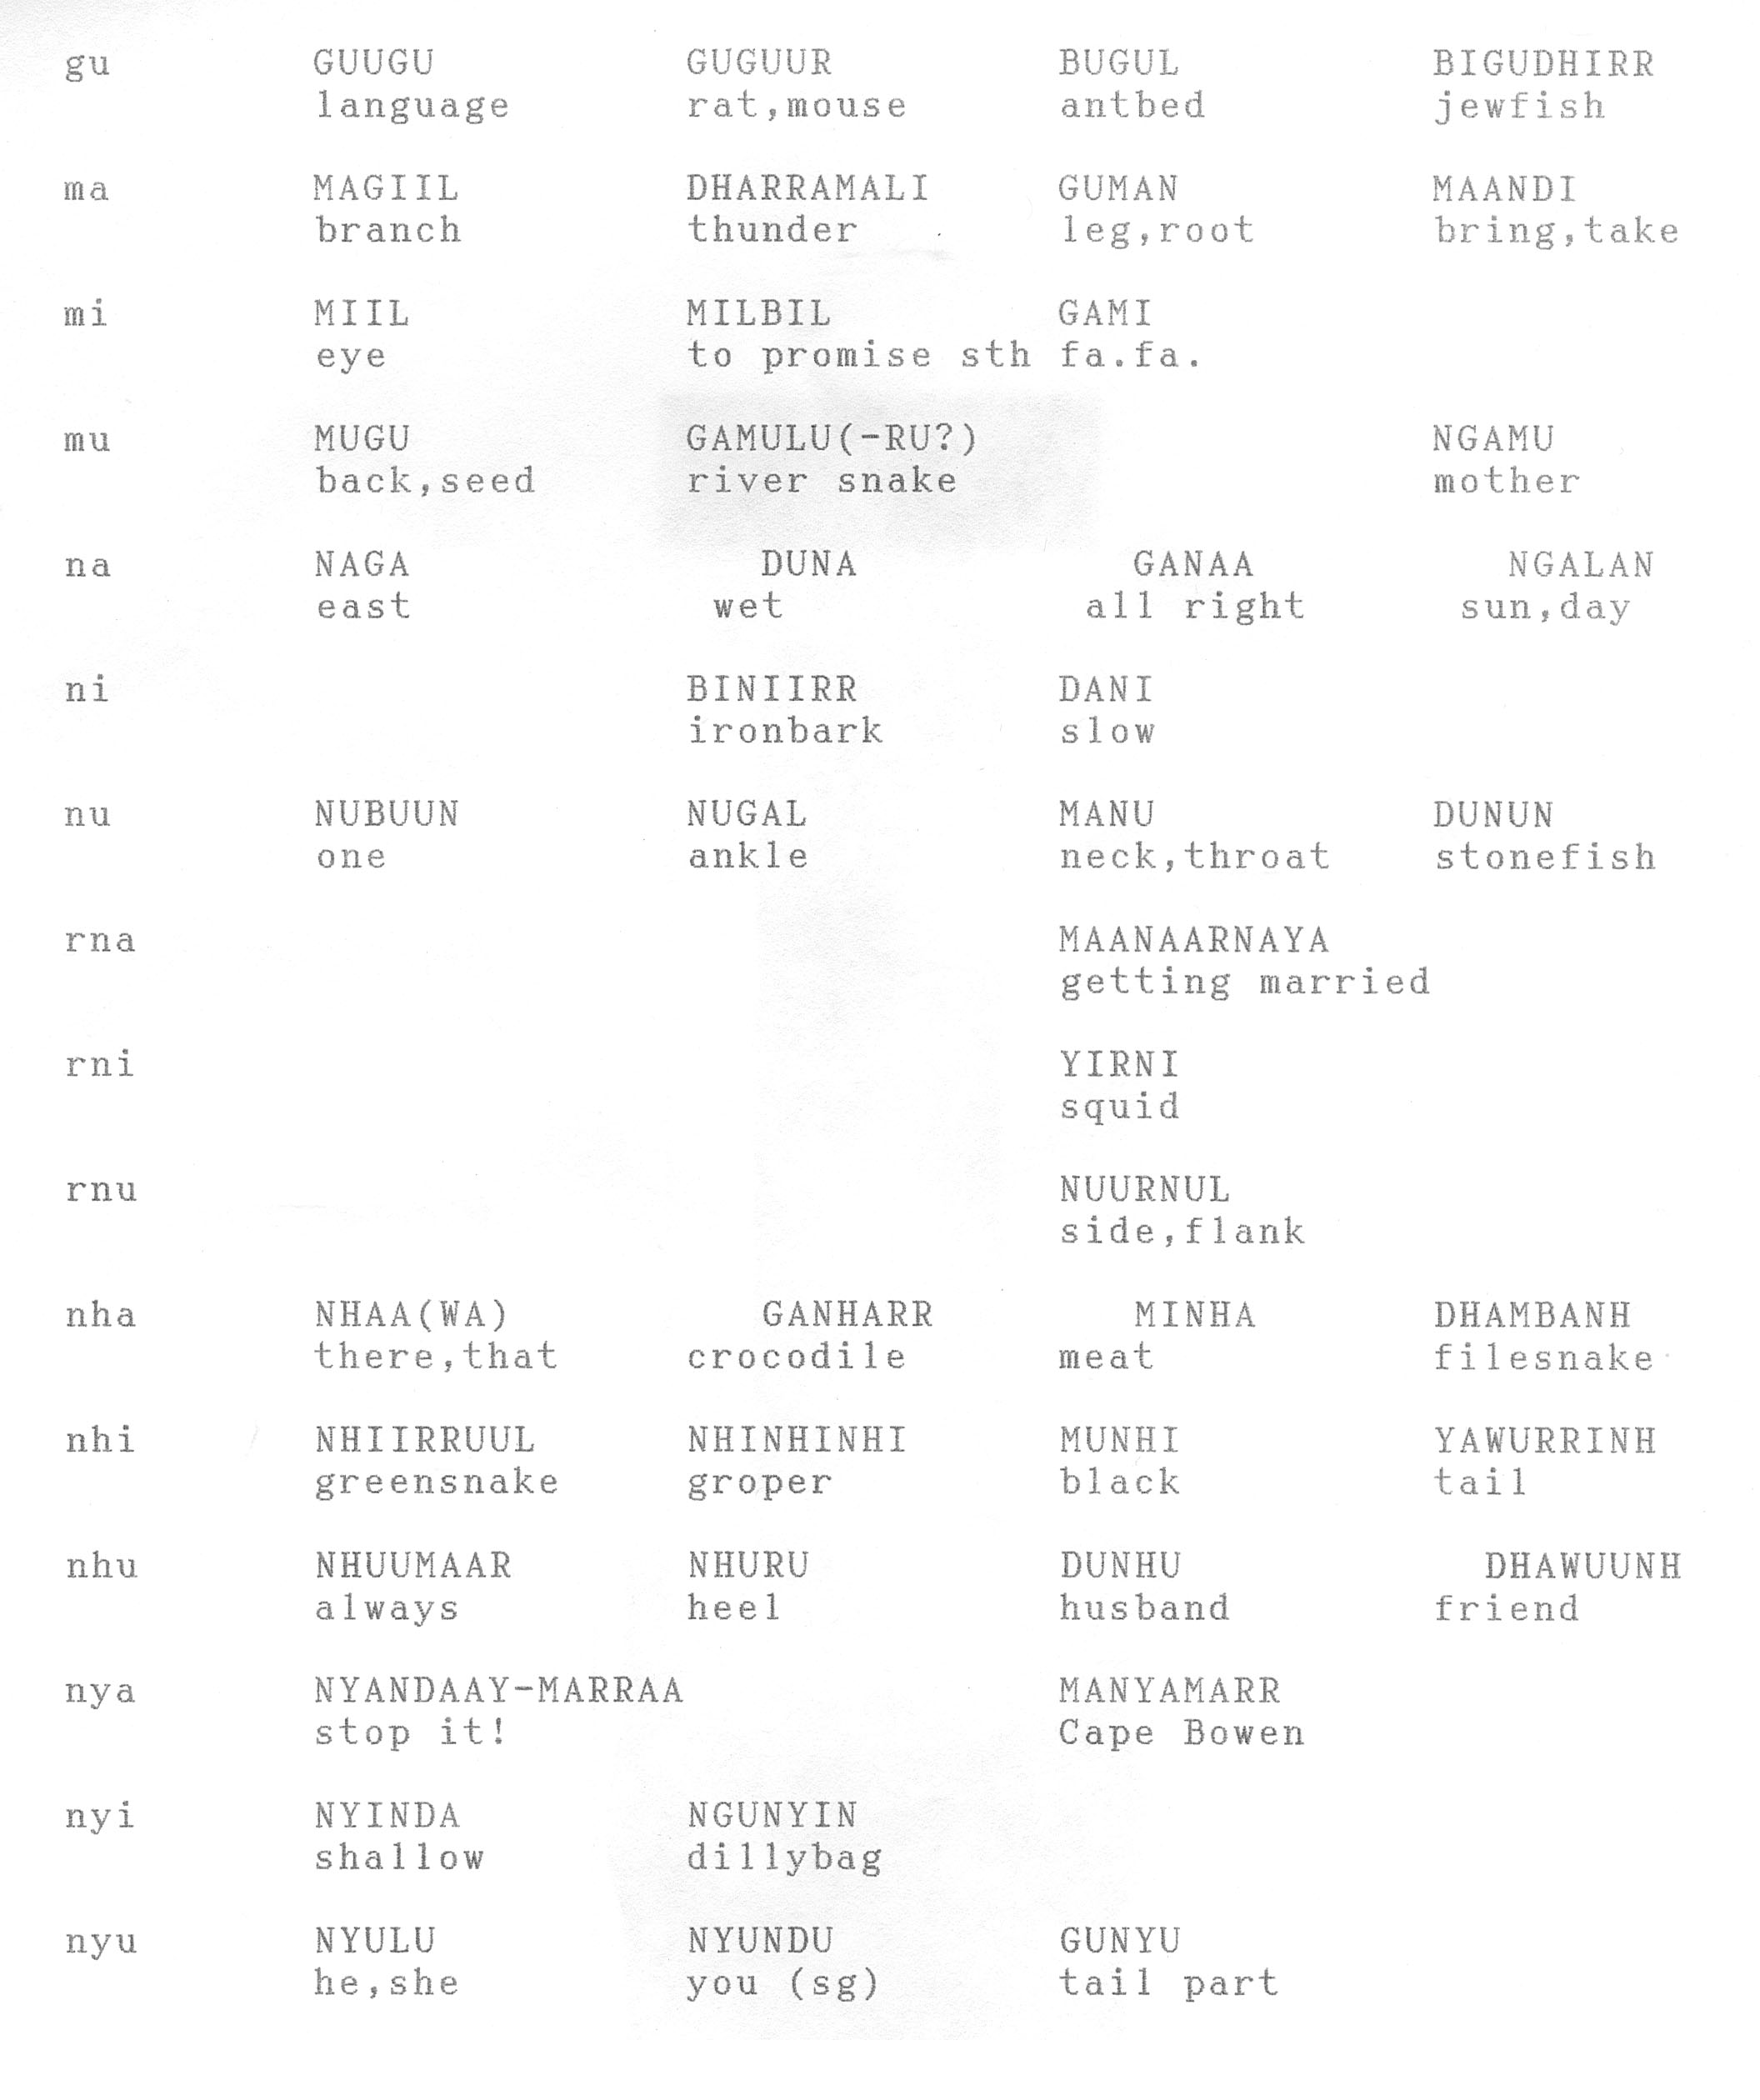 gu GUUGU GUGUUR BUGUL BIGUDHIRR
language rat,mouse antbed jewfish
ma MAGIIL DHARRAMALI GUMAN MAANDI
branch thunder leg,root bring,take
mi MIIL MILBIL GAMI
eye to promise sth fa.fa.
mu MUGU GAMULU(-RU?) NGAMU
back,seed river snake mother
na NAGA DUNA GANAA NGALAN
east wet all right sun,day
ni BINIIRR DANI
ironbark slow
nu NUBUUN NUGAL MANU DUNUN
one ankle neck,throat stonefish
rna MAANAARNAYA
getting married
rni YIRNI
squid
rnu NUURNUL
side,flank
nha NHAA(WA) GANHARR MINHA DHAMBANH
there,that crocodile meat filesnake
nhi NHIIRRUUL NHINHINHI MUNHI YAWURRINH
greensnake groper black tail
nhu NHUUMAAR NHURU DUNHU DHAWUUNH
always heel husband friend
nya NYANDAAY-MARRAA MANYAMARR
stop it! Cape Bowen
nyi NYINDA NGUNYIN
shallow dillybag
nyu NYULU NYUNDU GUNYU
he,she you (sg) tail part